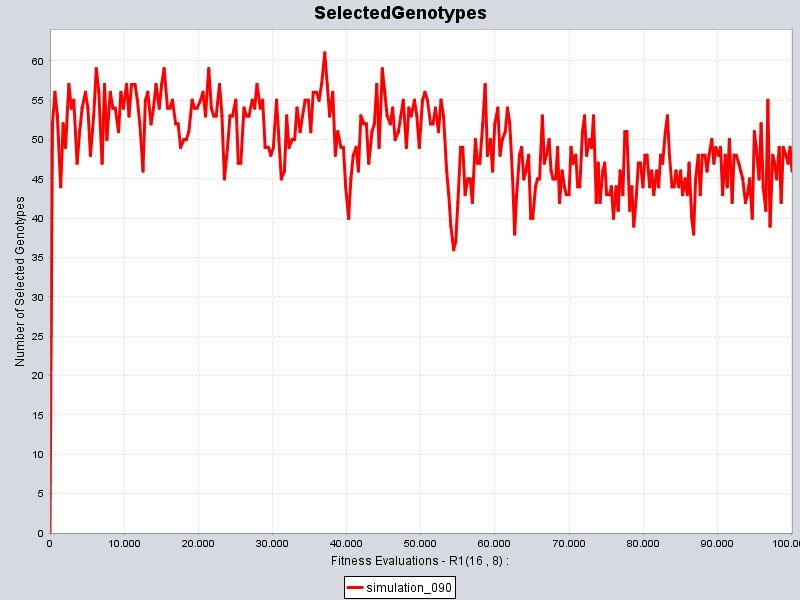 SelectedGenotypes
Number of Selected Genotypes
60
55
50
45
40
35
30
25
20
15
10
5
0
0 10.000 20.000 30.000 40.000 50.000 60.000 70.000 80.000 90.000 100.00
Fitness Evaluations - R1(16 , 8) :
simulation_090